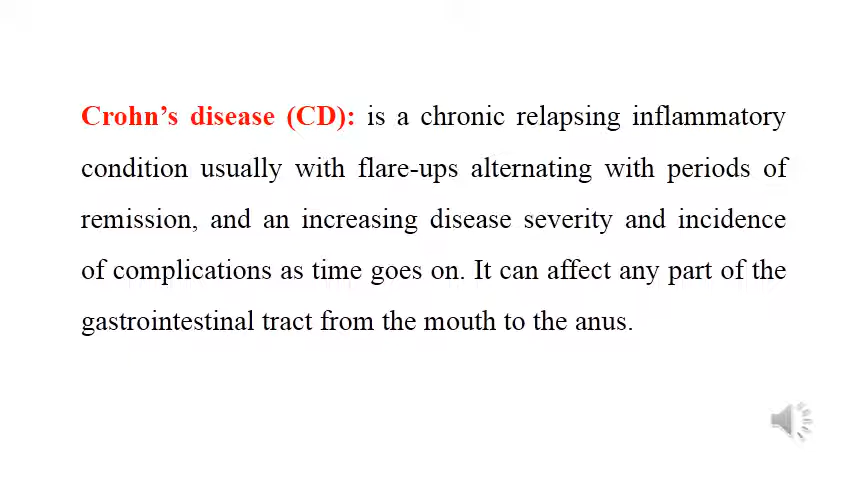 Crohn’s disease (CD): is a chronic relapsing inflammatory
condition usually with flare-ups alternating with periods of
remission, and an increasing disease severity and incidence
of complications as time goes on. It can affect any part of the
gastrointestinal tract from the mouth to the anus.